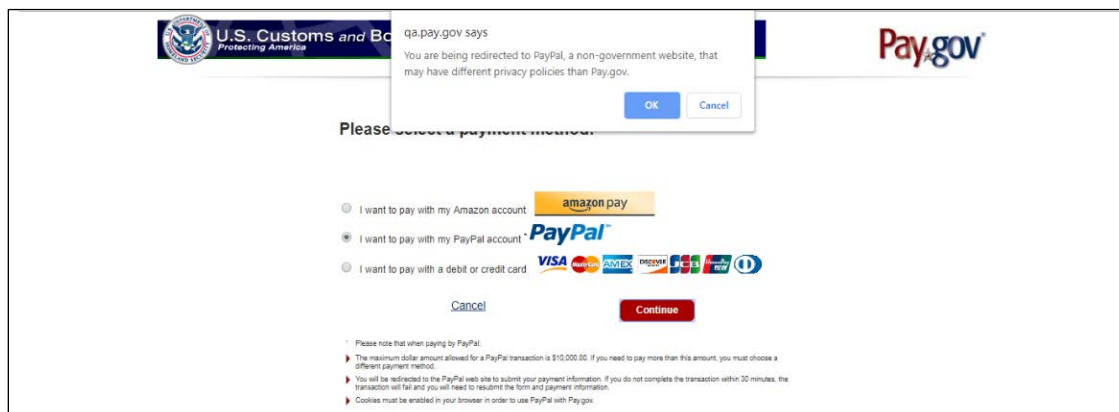 U.S. Customs and Bo
Protecting America
qa.pay.gov says
You are being redirected to PayPal, a non-government website, that
may have different privacy policies than Pay.gov.
OK Cancel
Pay.gov
Please select a payment method:
I want to pay with my Amazon account amazon pay
I want to pay with my PayPal account * PayPal
I want to pay with a debit or credit card VISA MasterCard AMEX DISCOVER JCB UnionPay
Cancel Continue
* Please note that when paying by PayPal:
The maximum dollar amount allowed for a PayPal transaction is $10,000.00. If you need to pay more than this amount, you must choose a
different payment method.
You will be redirected to the PayPal web site to submit your payment information. If you do not complete the transaction within 30 minutes, the
transaction will fail and you will need to resubmit the form and payment information.
Cookies must be enabled in your browser in order to use PayPal with Pay.gov.